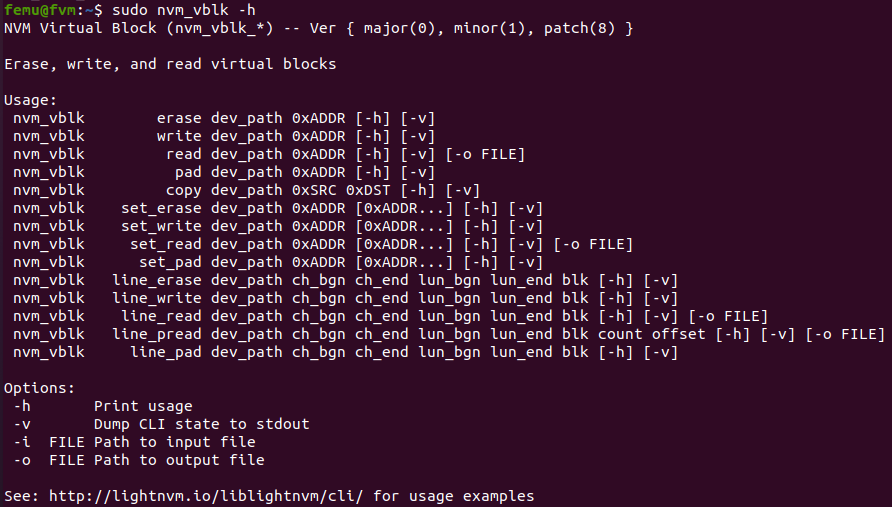 femu@fvm:~$ sudo nvm_vblk -h
NVM Virtual Block (nvm_vblk_*) -- Ver { major(0), minor(1), patch(8) }

Erase, write, and read virtual blocks

Usage:
 nvm_vblk        erase dev_path 0xADDR [-h] [-v]
 nvm_vblk        write dev_path 0xADDR [-h] [-v]
 nvm_vblk         read dev_path 0xADDR [-h] [-v] [-o FILE]
 nvm_vblk          pad dev_path 0xADDR [-h] [-v]
 nvm_vblk         copy dev_path 0xSRC 0xDST [-h] [-v]
 nvm_vblk    set_erase dev_path 0xADDR [0xADDR...] [-h] [-v]
 nvm_vblk    set_write dev_path 0xADDR [0xADDR...] [-h] [-v]
 nvm_vblk     set_read dev_path 0xADDR [0xADDR...] [-h] [-v] [-o FILE]
 nvm_vblk      set_pad dev_path 0xADDR [0xADDR...] [-h] [-v]
 nvm_vblk   line_erase dev_path ch_bgn ch_end lun_bgn lun_end blk [-h] [-v]
 nvm_vblk   line_write dev_path ch_bgn ch_end lun_bgn lun_end blk [-h] [-v]
 nvm_vblk    line_read dev_path ch_bgn ch_end lun_bgn lun_end blk [-h] [-v] [-o FILE]
 nvm_vblk   line_pread dev_path ch_bgn ch_end lun_bgn lun_end blk count offset [-h] [-v] [-o FILE]
 nvm_vblk     line_pad dev_path ch_bgn ch_end lun_bgn lun_end blk [-h] [-v]

Options:
 -h       Print usage
 -v       Dump CLI state to stdout
 -i  FILE Path to input file
 -o  FILE Path to output file

See: http://lightnvm.io/liblightnvm/cli/ for usage examples